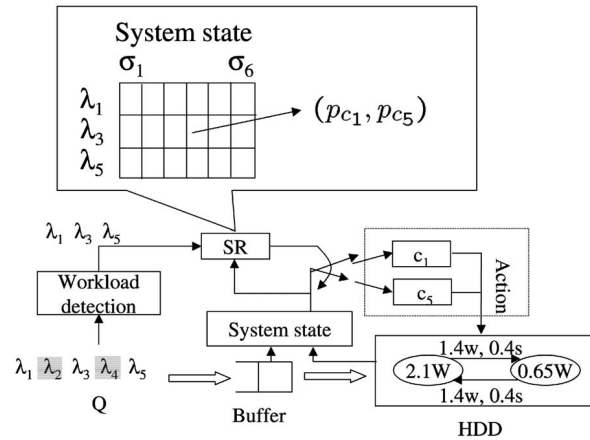 System state
σ1 σ6
λ1
λ3 (pc1, pc5)
λ5
λ1 λ3 λ5
SR
c1
Workload
detection
c5
Action
System state
1.4w, 0.4s
2.1W 0.65W
1.4w, 0.4s
λ1 λ2 λ3 λ4 λ5
Q
Buffer
HDD